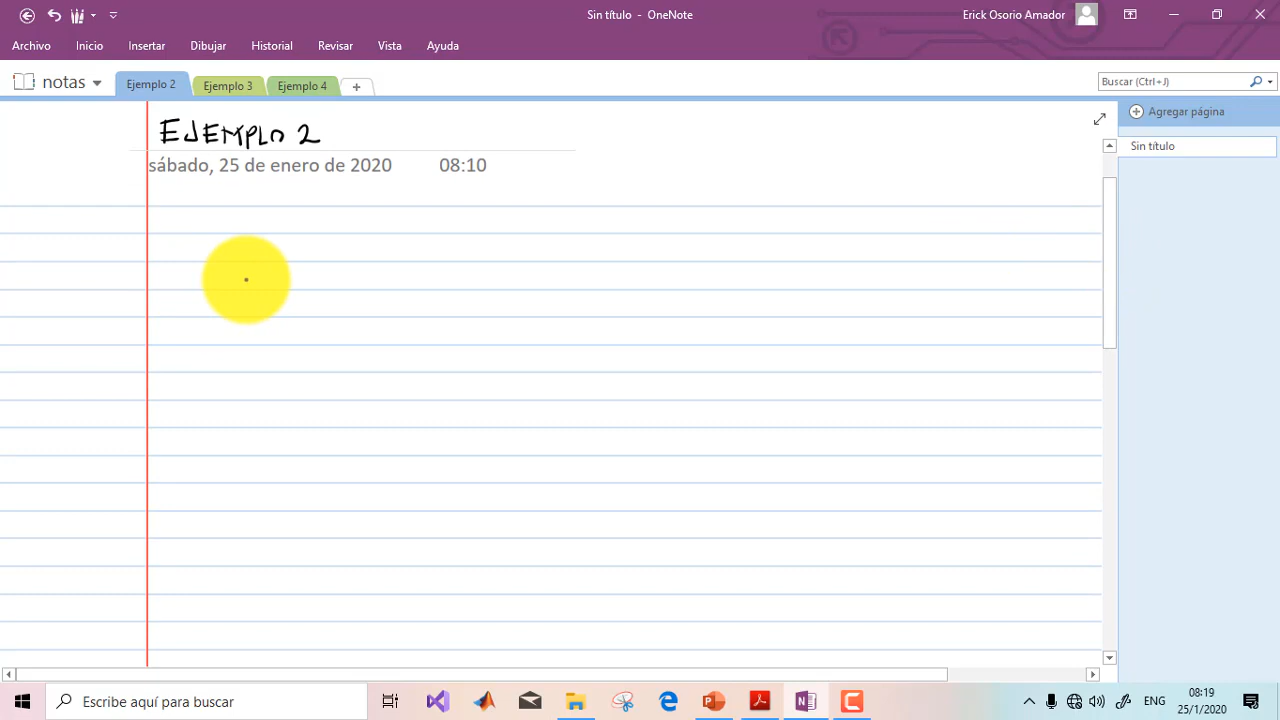 Sin título - OneNote
Erick Osorio Amador
Archivo Inicio Insertar Dibujar Historial Revisar Vista Ayuda
notas Ejemplo 2 Ejemplo 3 Ejemplo 4 +
Buscar (Ctrl+J)
Agregar página
EJEMPLO 2
Sin título
sábado, 25 de enero de 2020 08:10
Escribe aquí para buscar
ENG
08:19
25/1/2020